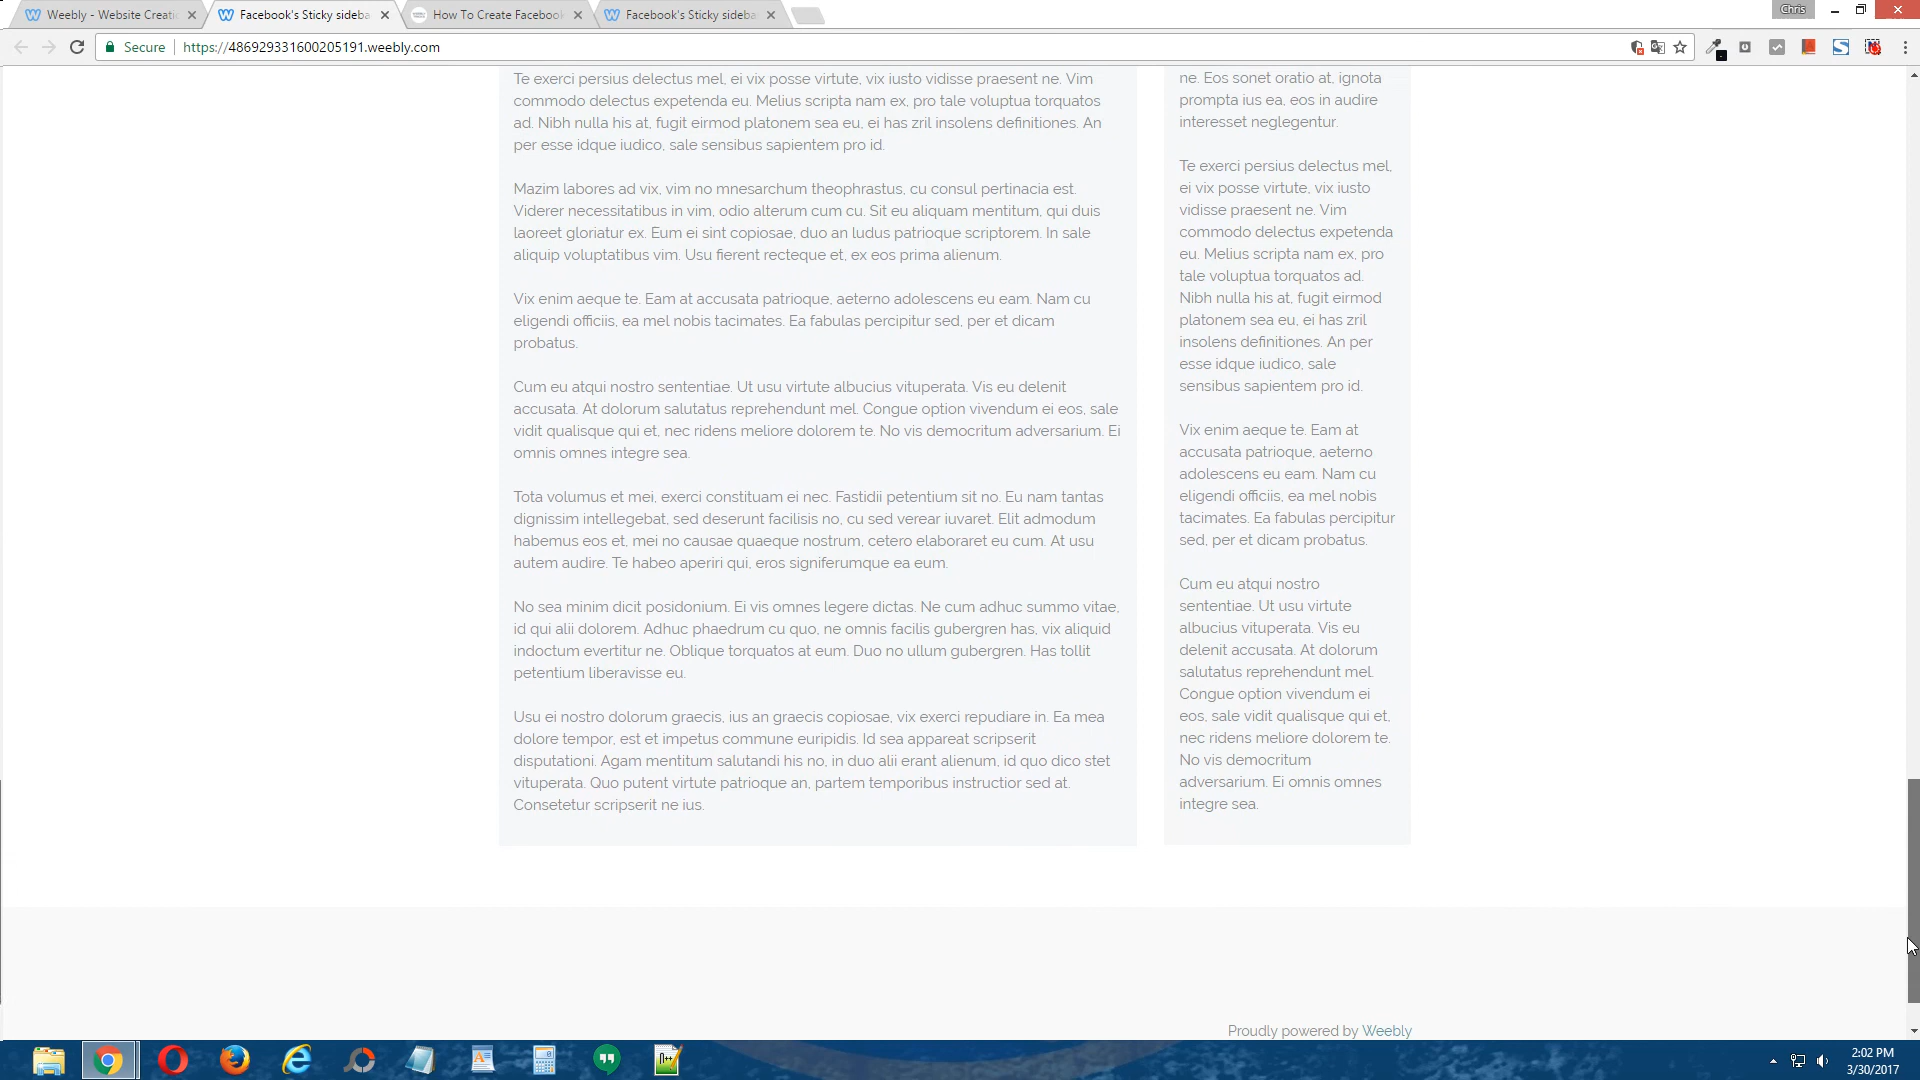 Weebly - Website Creati
Facebook's Sticky sideba
How To Create Facebook
Facebook's Sticky sideba
Chris
Secure
https://486929331600205191.weebly.com
Te exerci persius delectus mel, ei vix posse virtute, vix iusto vidisse praesent ne. Vim
commodo delectus expetenda eu. Melius scripta nam ex, pro tale voluptua torquatos
ad. Nibh nulla his at, fugit eirmod platonem sea eu, ei has zril insolens definitiones. An
per esse idque iudico, sale sensibus sapientem pro id.
Mazim labores ad vix, vim no mnesarchum theophrastus, cu consul pertinacia est.
Viderer necessitatibus in vim, odio alterum cum cu. Sit eu aliquam mentitum, qui duis
laoreet gloriatur ex. Eum ei sint copiosae, duo an ludus patrioque scriptorem. In sale
aliquip voluptatibus vim. Usu fierent recteque et, ex eos prima alienum.
Vix enim aeque te. Eam at accusata patrioque, aeterno adolescens eu eam. Nam cu
eligendi officiis, ea mel nobis tacimates. Ea fabulas percipitur sed, per et dicam
probatus.
Cum eu atqui nostro sententiae. Ut usu virtute albucius vituperata. Vis eu delenit
accusata. At dolorum salutatus reprehendunt mel. Congue option vivendum ei eos, sale
vidit qualisque qui et, nec ridens meliore dolorem te. No vis democritum adversarium. Ei
omnis omnes integre sea.
Tota volumus et mei, exerci constituam ei nec. Fastidii petentium sit no. Eu nam tantas
dignissim intellegebat, sed deserunt facilisis no, cu sed verear iuvaret. Elit admodum
habemus eos et, mei no causae quaeque nostrum, cetero elaboraret eu cum. At usu
autem audire. Te habeo aperiri qui, eros signiferumque ea eum.
No sea minim dicit posidonium. Ei vis omnes legere dictas. Ne cum adhuc summo vitae,
id qui alii dolorem. Adhuc phaedrum cu quo, ne omnis facilis gubergren has, vix aliquid
indoctum evertitur ne. Oblique torquatos at eum. Duo no ullum gubergren. Has tollit
petentium liberavisse eu.
Usu ei nostro dolorum graecis, ius an graecis copiosae, vix exerci repudiare in. Ea mea
dolore tempor, est et impetus commune euripidis. Id sea appareat scripserit
disputationi. Agam mentitum salutandi his no, in duo alii erant alienum, id quo dico stet
vituperata. Quo putent virtute patrioque an, partem temporibus instructior sed at.
Consetetur scripserit ne ius.
ne. Eos sonet oratio at, ignota
prompta ius ea, eos in audire
interesset neglegentur.
Te exerci persius delectus mel,
ei vix posse virtute, vix iusto
vidisse praesent ne. Vim
commodo delectus expetenda
eu. Melius scripta nam ex, pro
tale voluptua torquatos ad.
Nibh nulla his at, fugit eirmod
platonem sea eu, ei has zril
insolens definitiones. An per
esse idque iudico, sale
sensibus sapientem pro id.
Vix enim aeque te. Eam at
accusata patrioque, aeterno
adolescens eu eam. Nam cu
eligendi officiis, ea mel nobis
tacimates. Ea fabulas percipitur
sed, per et dicam probatus.
Cum eu atqui nostro
sententiae. Ut usu virtute
albucius vituperata. Vis eu
delenit accusata. At dolorum
salutatus reprehendunt mel.
Congue option vivendum ei
eos, sale vidit qualisque qui et,
nec ridens meliore dolorem te.
No vis democritum
adversarium. Ei omnis omnes
integre sea.
Proudly powered by Weebly
2:02 PM
3/30/2017